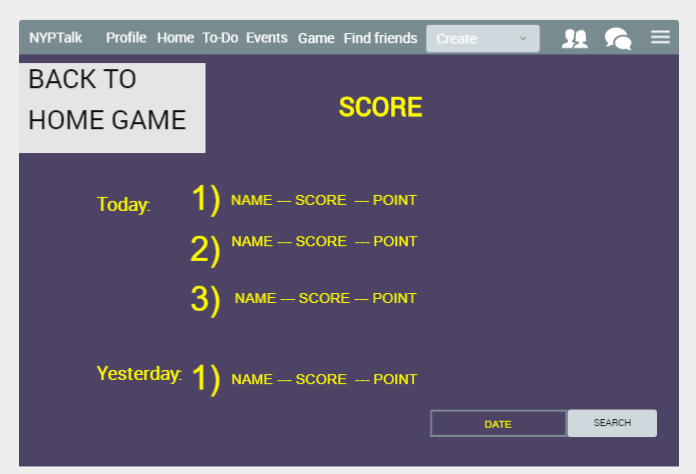 NYPTalk Profile Home To-Do Events Game Find friends Create
BACK TO
HOME GAME
SCORE
Today: 1) NAME --- SCORE --- POINT
2) NAME --- SCORE --- POINT
3) NAME --- SCORE --- POINT
Yesterday: 1) NAME --- SCORE --- POINT
DATE SEARCH